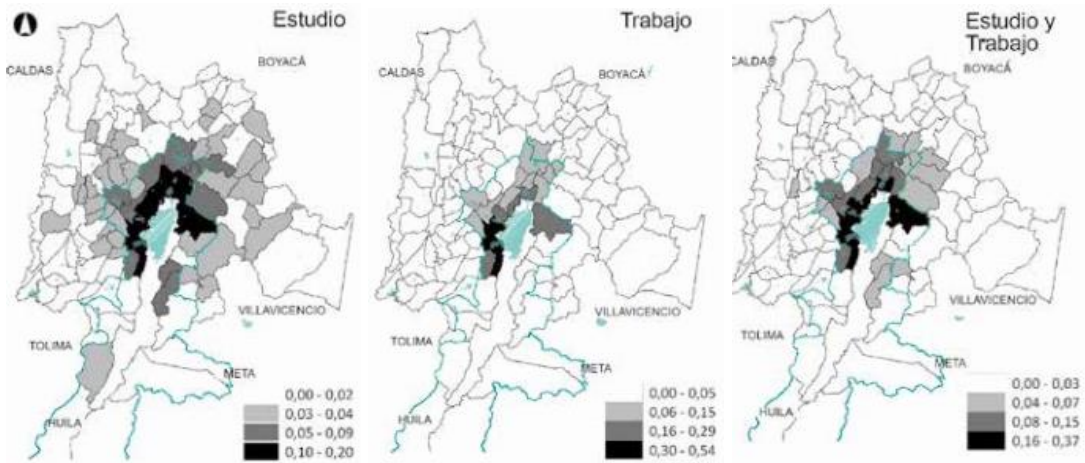 Estudio
CALDAS
BOYACÁ
VILLAVICENCIO
TOLIMA
META
HUILA
0,00 - 0,02
0,03 - 0,04
0,05 - 0,09
0,10 - 0,20
Trabajo
CALDAS
BOYACÁ
VILLAVICENCIO
TOLIMA
META
HUILA
0,00 - 0,05
0,06 - 0,15
0,16 - 0,29
0,30 - 0,54
Estudio y
Trabajo
CALDAS
BOYACÁ
VILLAVICENCIO
TOLIMA
META
HUILA
0,00 - 0,03
0,04 - 0,07
0,08 - 0,15
0,16 - 0,37